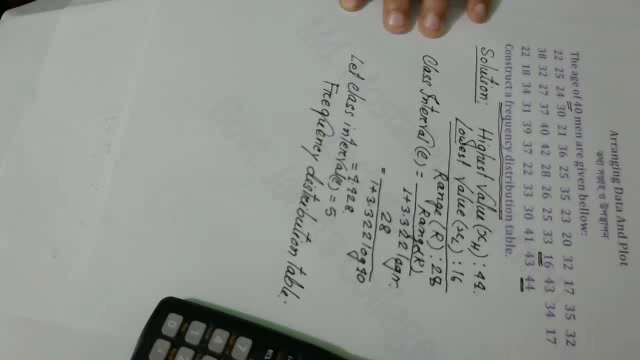 Arranging Data And Plot
The age of 40 men are given bellow:
22 25 24 30 21 36 25 35 23 20 32 17 35 32
38 32 27 37 40 42 28 26 25 33 16 43 34 17
22 18 34 31 39 37 22 33 30 41 43 44
Construct a frequency distribution table.
Solution: Highest value (xH): 44.
Lowest value (xL): 16
Range (R): 28
Class Interval (c) = Range(R)
1+3.322 logn
= 28
1+3.322 log40
= 4.928
Let class interval(c) = 5
Frequency distribution table: